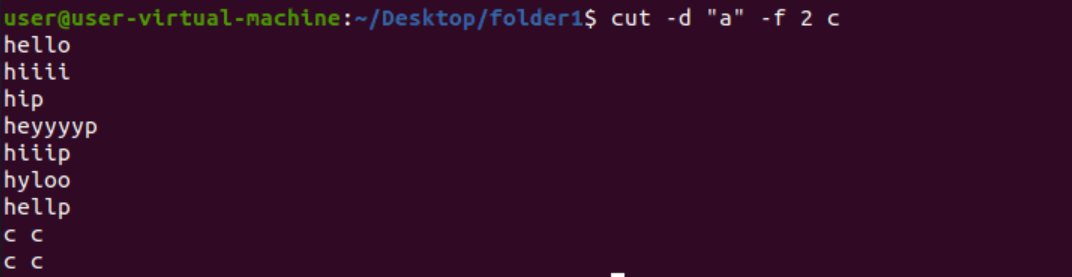 user@user-virtual-machine:~/Desktop/folder1$ cut -d "a" -f 2 c
hello
hiiii
hip
heyyyyp
hiiip
hyloo
hellp
c c
c c